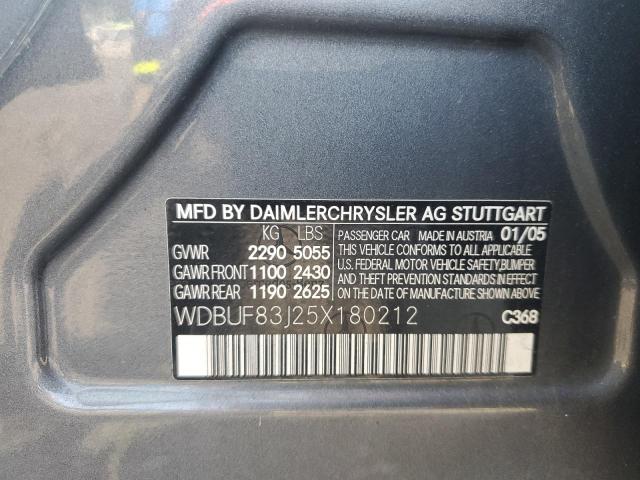 MFD BY DAIMLERCHRYSLER AG STUTTGART
KG LBS PASSENGER CAR MADE IN AUSTRIA 01/05
GVWR 2290 5055 THIS VEHICLE CONFORMS TO ALL APPLICABLE
GAWR FRONT 1100 2430 U.S. FEDERAL MOTOR VEHICLE SAFETY,BUMPER
GAWR REAR 1190 2625 AND THEFT PREVENTION STANDARDS IN EFFECT
ON THE DATE OF MANUFACTURE SHOWN ABOVE.
WDBUF83J25X180212 C368